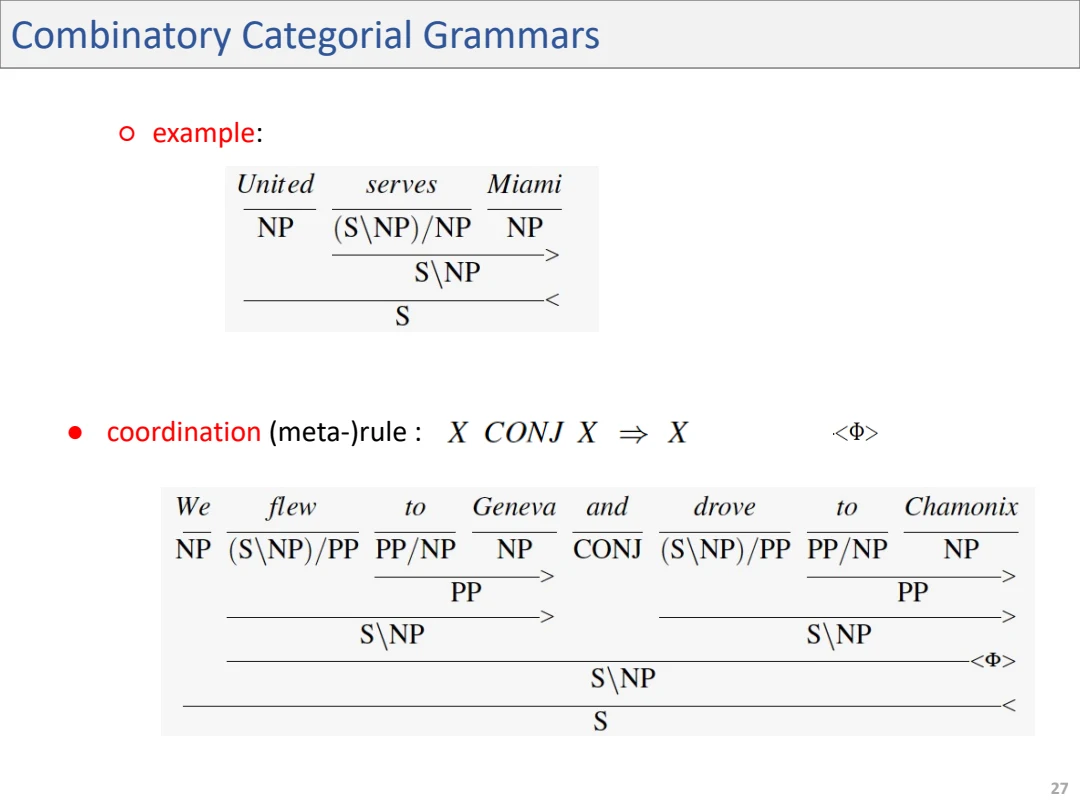 Combinatory Categorial Grammars
example:
United serves Miami
NP (S\NP)/NP NP
>
S\NP
<
S
coordination (meta-)rule : X CONJ X ⇒ X <Φ>
We flew to Geneva and drove to Chamonix
NP (S\NP)/PP PP/NP NP CONJ (S\NP)/PP PP/NP NP
> >
PP PP
> >
S\NP S\NP
<Φ>
S\NP
<
S
27